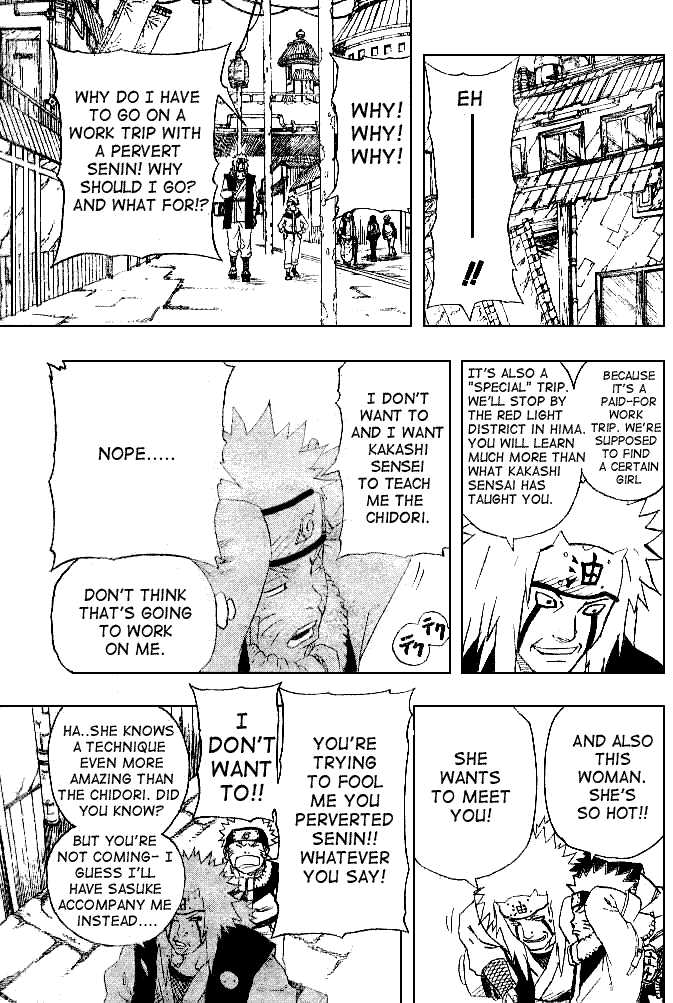 EH
!!
WHY!
WHY!
WHY!
WHY DO I HAVE
TO GO ON A
WORK TRIP WITH
A PERVERT
SENIN! WHY
SHOULD I GO?
AND WHAT FOR!?
BECAUSE
IT'S A
PAID-FOR
WORK
TRIP. WE'RE
SUPPOSED
TO FIND
A CERTAIN
GIRL
IT'S ALSO A
"SPECIAL" TRIP.
WE'LL STOP BY
THE RED LIGHT
DISTRICT IN HIMA.
YOU WILL LEARN
MUCH MORE THAN
WHAT KAKASHI
SENSAI HAS
TAUGHT YOU.
油
I DON'T
WANT TO
AND I WANT
KAKASHI
SENSEI
TO TEACH
ME THE
CHIDORI.
NOPE.....
DON'T THINK
THAT'S GOING
TO WORK
ON ME.
テク
テク
AND ALSO
THIS
WOMAN.
SHE'S
SO HOT!!
SHE
WANTS
TO MEET
YOU!
YOU'RE
TRYING
TO FOOL
ME YOU
PERVERTED
SENIN!!
WHATEVER
YOU SAY!
I
DON'T
WANT
TO!!
HA..SHE KNOWS
A TECHNIQUE
EVEN MORE
AMAZING THAN
THE CHIDORI. DID
YOU KNOW?
BUT YOU'RE
NOT COMING- I
GUESS I'LL
HAVE SASUKE
ACCOMPANY ME
INSTEAD....